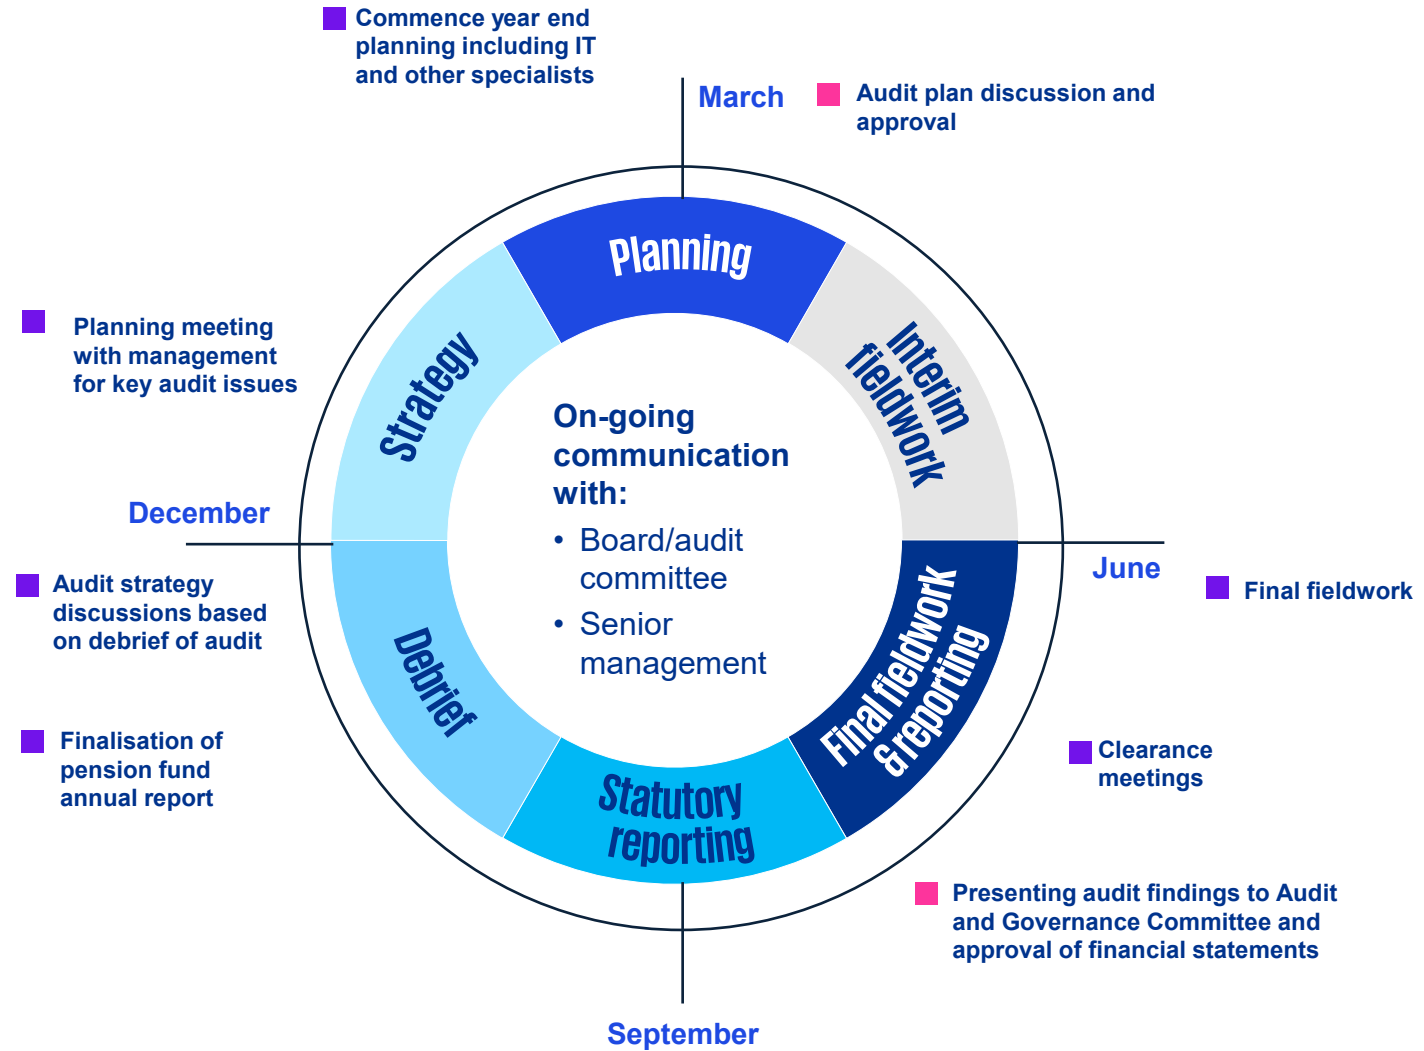 Commence year end
planning including IT
and other specialists
March
Audit plan discussion and
approval
Planning
Interim
fieldwork
Strategy
Planning meeting
with management
for key audit issues
On-going
communication
with:
• Board/audit
committee
• Senior
management
December
June
Audit strategy
discussions based
on debrief of audit
Final fieldwork
Debrief
Final fieldwork
& reporting
Finalisation of
pension fund
annual report
Clearance
meetings
Statutory
reporting
Presenting audit findings to Audit
and Governance Committee and
approval of financial statements
September